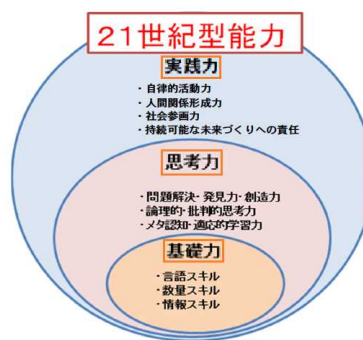 21世紀型能力
実践力
・自律的活動力
・人間関係形成力
・社会参画力
・持続可能な未来づくりへの責任
思考力
・問題解決・発見力・創造力
・論理的・批判的思考力
・メタ認知・適応的学習力
基礎力
・言語スキル
・数量スキル
・情報スキル